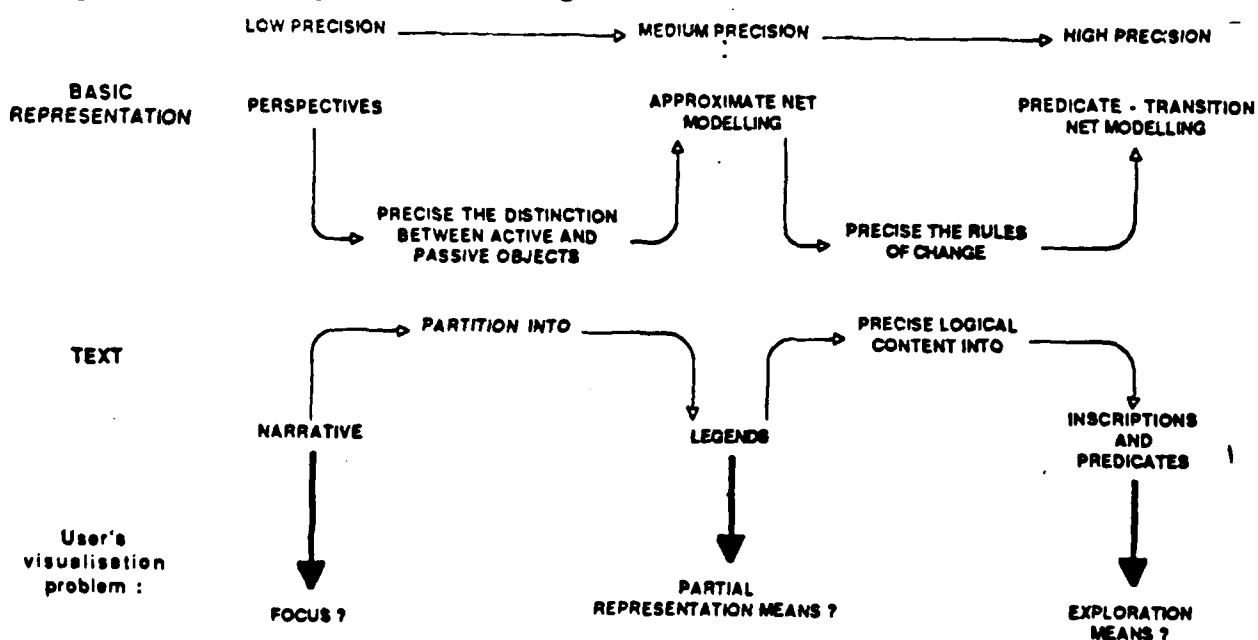 LOW PRECISION MEDIUM PRECISION HIGH PRECISION
BASIC
REPRESENTATION
PERSPECTIVES
APPROXIMATE NET
MODELLING
PREDICATE - TRANSITION
NET MODELLING
PRECISE THE DISTINCTION
BETWEEN ACTIVE AND
PASSIVE OBJECTS
PRECISE THE RULES
OF CHANGE
TEXT
PARTITION INTO
PRECISE LOGICAL
CONTENT INTO
NARRATIVE
LEGENDS
INSCRIPTIONS
AND
PREDICATES
User's
visualisation
problem :
FOCUS ?
PARTIAL
REPRESENTATION MEANS ?
EXPLORATION
MEANS ?